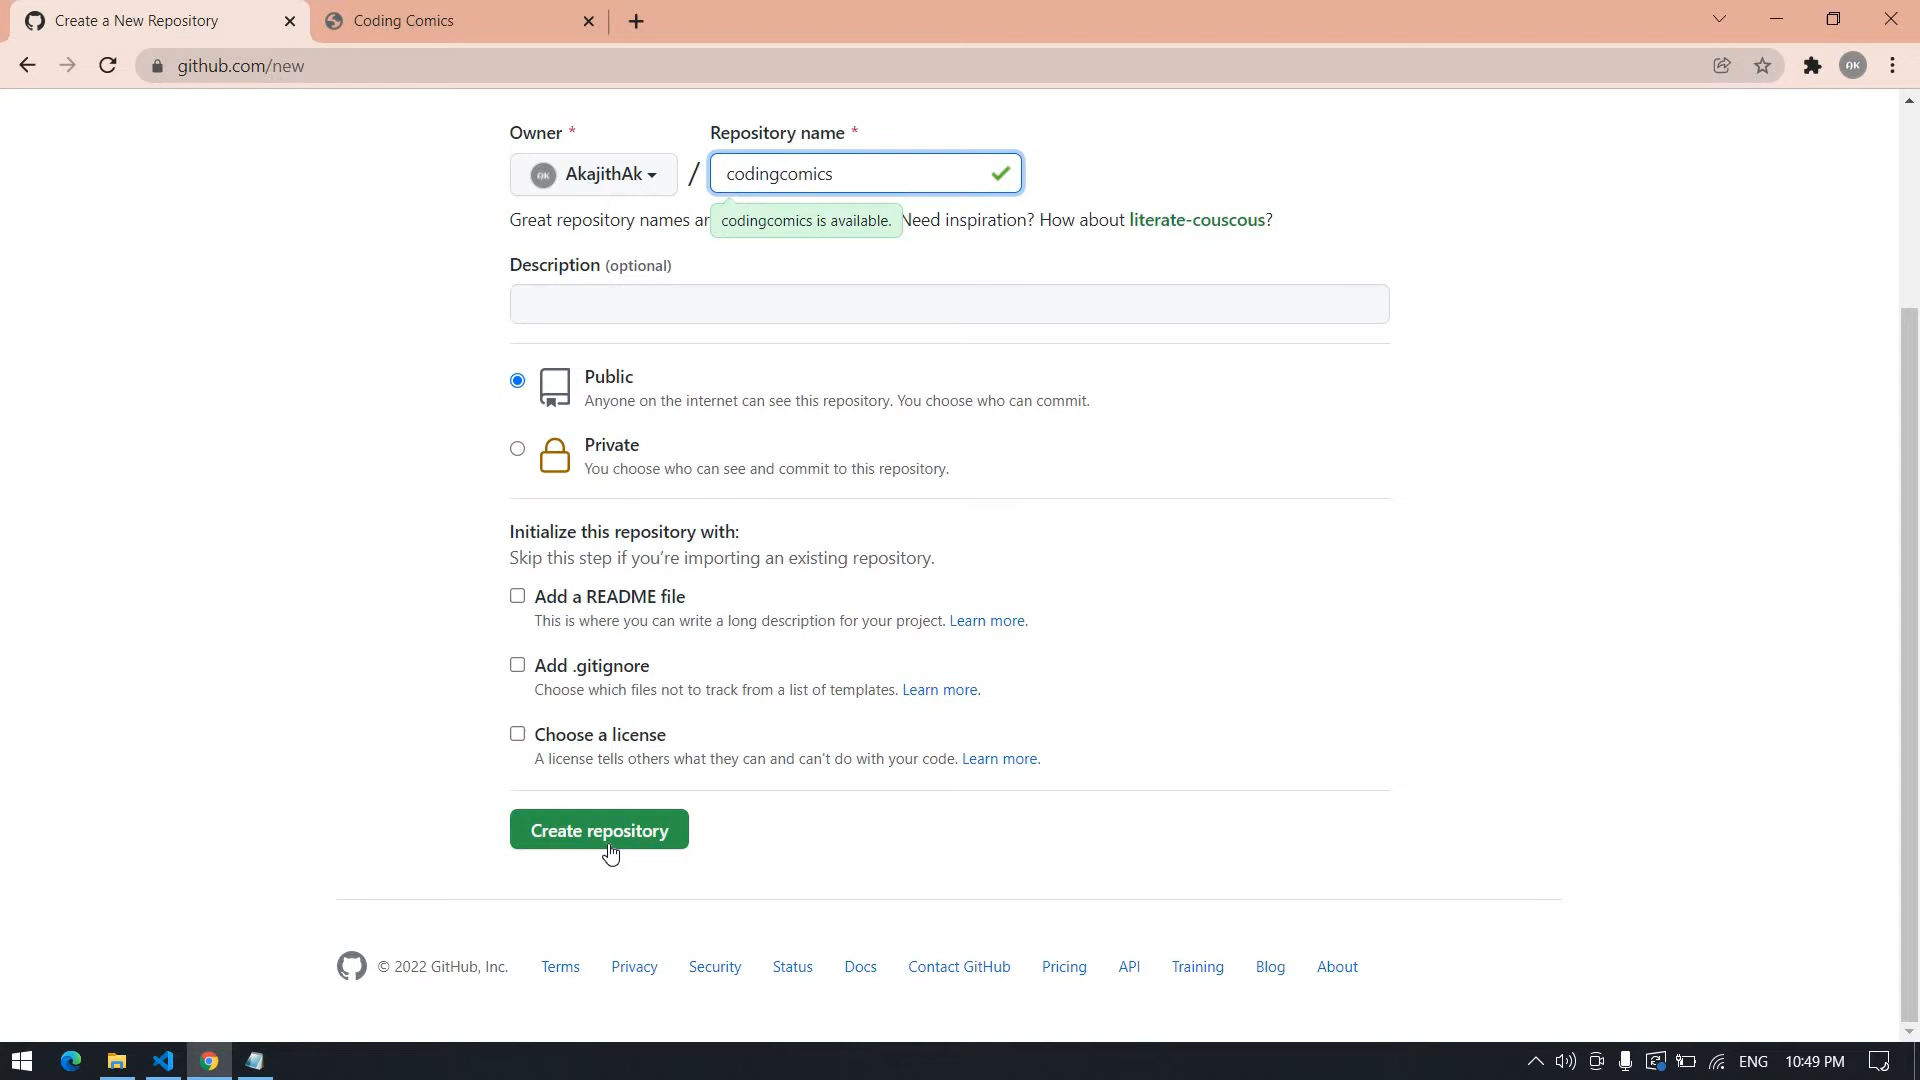 Create a New Repository
Coding Comics
github.com/new
AK
Owner *
Repository name *
AK AkajithAk / codingcomics
Great repository names ar
codingcomics is available.
Need inspiration? How about literate-couscous?
Description (optional)
Public
Anyone on the internet can see this repository. You choose who can commit.
Private
You choose who can see and commit to this repository.
Initialize this repository with:
Skip this step if you’re importing an existing repository.
Add a README file
This is where you can write a long description for your project. Learn more.
Add .gitignore
Choose which files not to track from a list of templates. Learn more.
Choose a license
A license tells others what they can and can't do with your code. Learn more.
Create repository
© 2022 GitHub, Inc. Terms Privacy Security Status Docs Contact GitHub Pricing API Training Blog About
ENG 10:49 PM